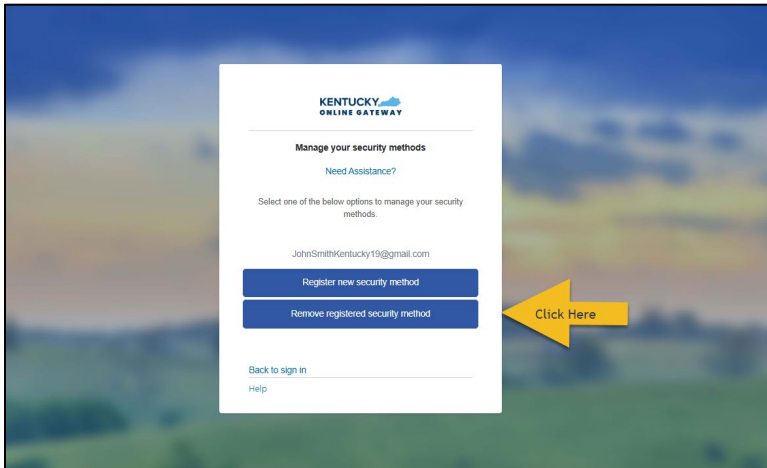 KENTUCKY
ONLINE GATEWAY
Manage your security methods
Need Assistance?
Select one of the below options to manage your security
methods.
JohnSmithKentucky19@gmail.com
Register new security method
Remove registered security method
Click Here
Back to sign in
Help